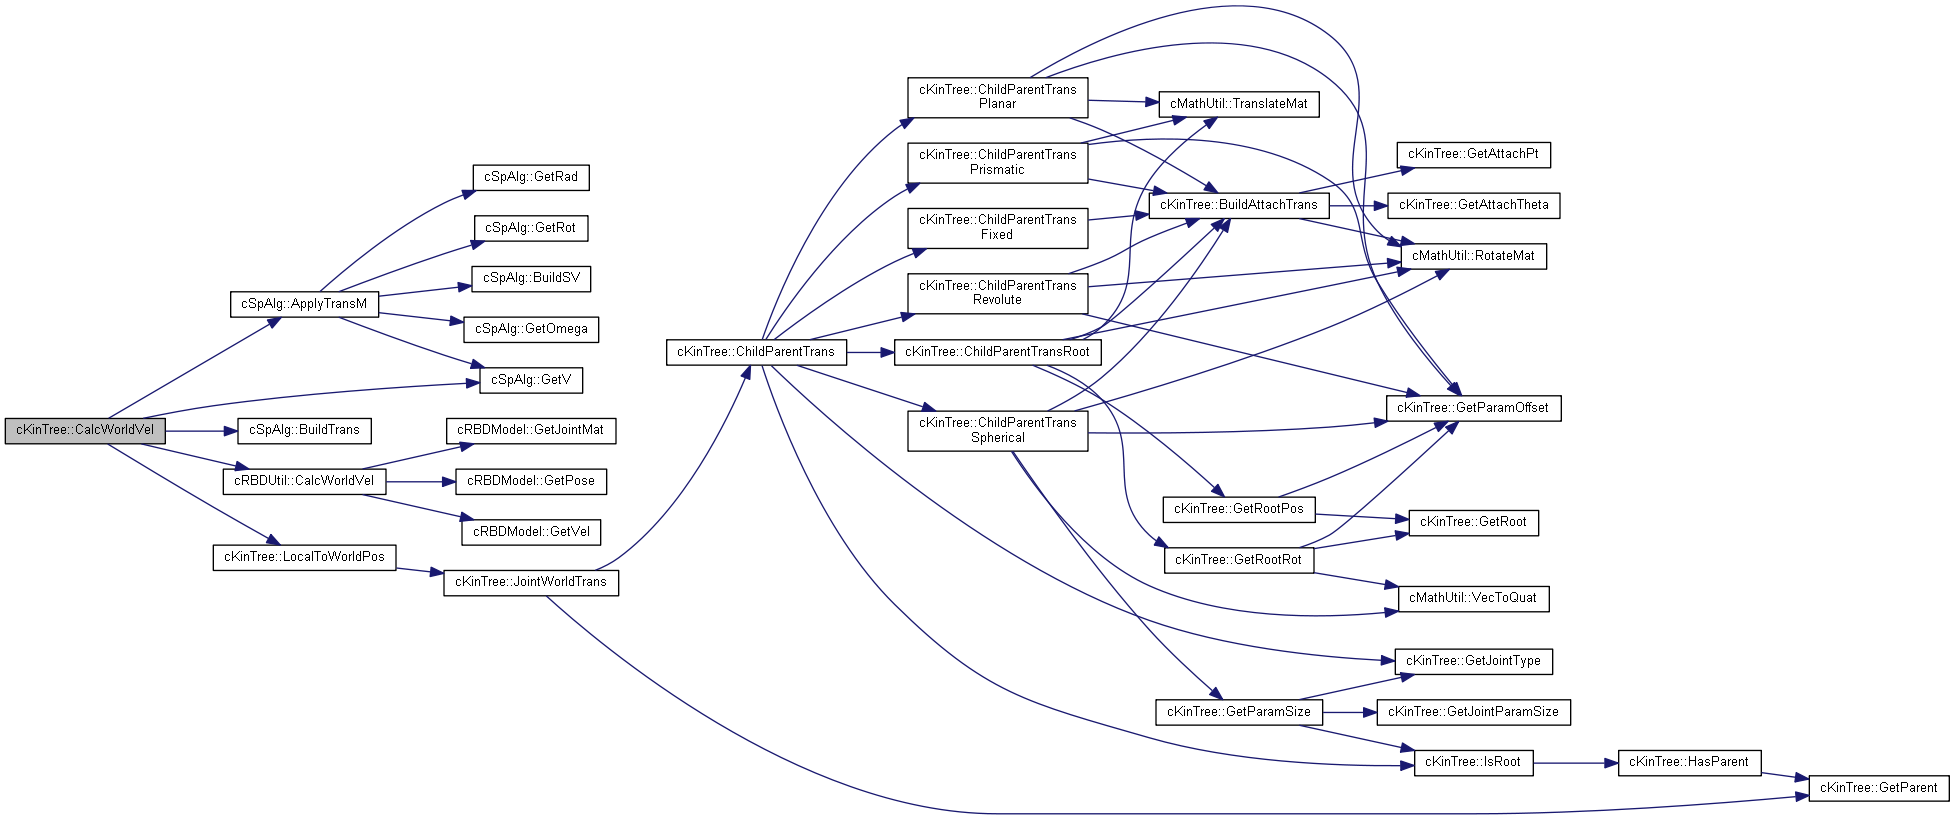 cKinTree::CalcWorldVel
cSpAlg::ApplyTransM
cSpAlg::BuildTrans
cRBDUtil::CalcWorldVel
cKinTree::LocalToWorldPos
cSpAlg::GetRad
cSpAlg::GetRot
cSpAlg::BuildSV
cSpAlg::GetOmega
cSpAlg::GetV
cRBDModel::GetJointMat
cRBDModel::GetPose
cRBDModel::GetVel
cKinTree::JointWorldTrans
cKinTree::ChildParentTrans
cKinTree::ChildParentTrans
Planar
cKinTree::ChildParentTrans
Prismatic
cKinTree::ChildParentTrans
Fixed
cKinTree::ChildParentTrans
Revolute
cKinTree::ChildParentTransRoot
cKinTree::ChildParentTrans
Spherical
cMathUtil::TranslateMat
cKinTree::BuildAttachTrans
cKinTree::GetRootPos
cKinTree::GetRootRot
cKinTree::GetParamSize
cKinTree::GetAttachPt
cKinTree::GetAttachTheta
cMathUtil::RotateMat
cKinTree::GetParamOffset
cKinTree::GetRoot
cMathUtil::VecToQuat
cKinTree::GetJointType
cKinTree::GetJointParamSize
cKinTree::IsRoot
cKinTree::HasParent
cKinTree::GetParent